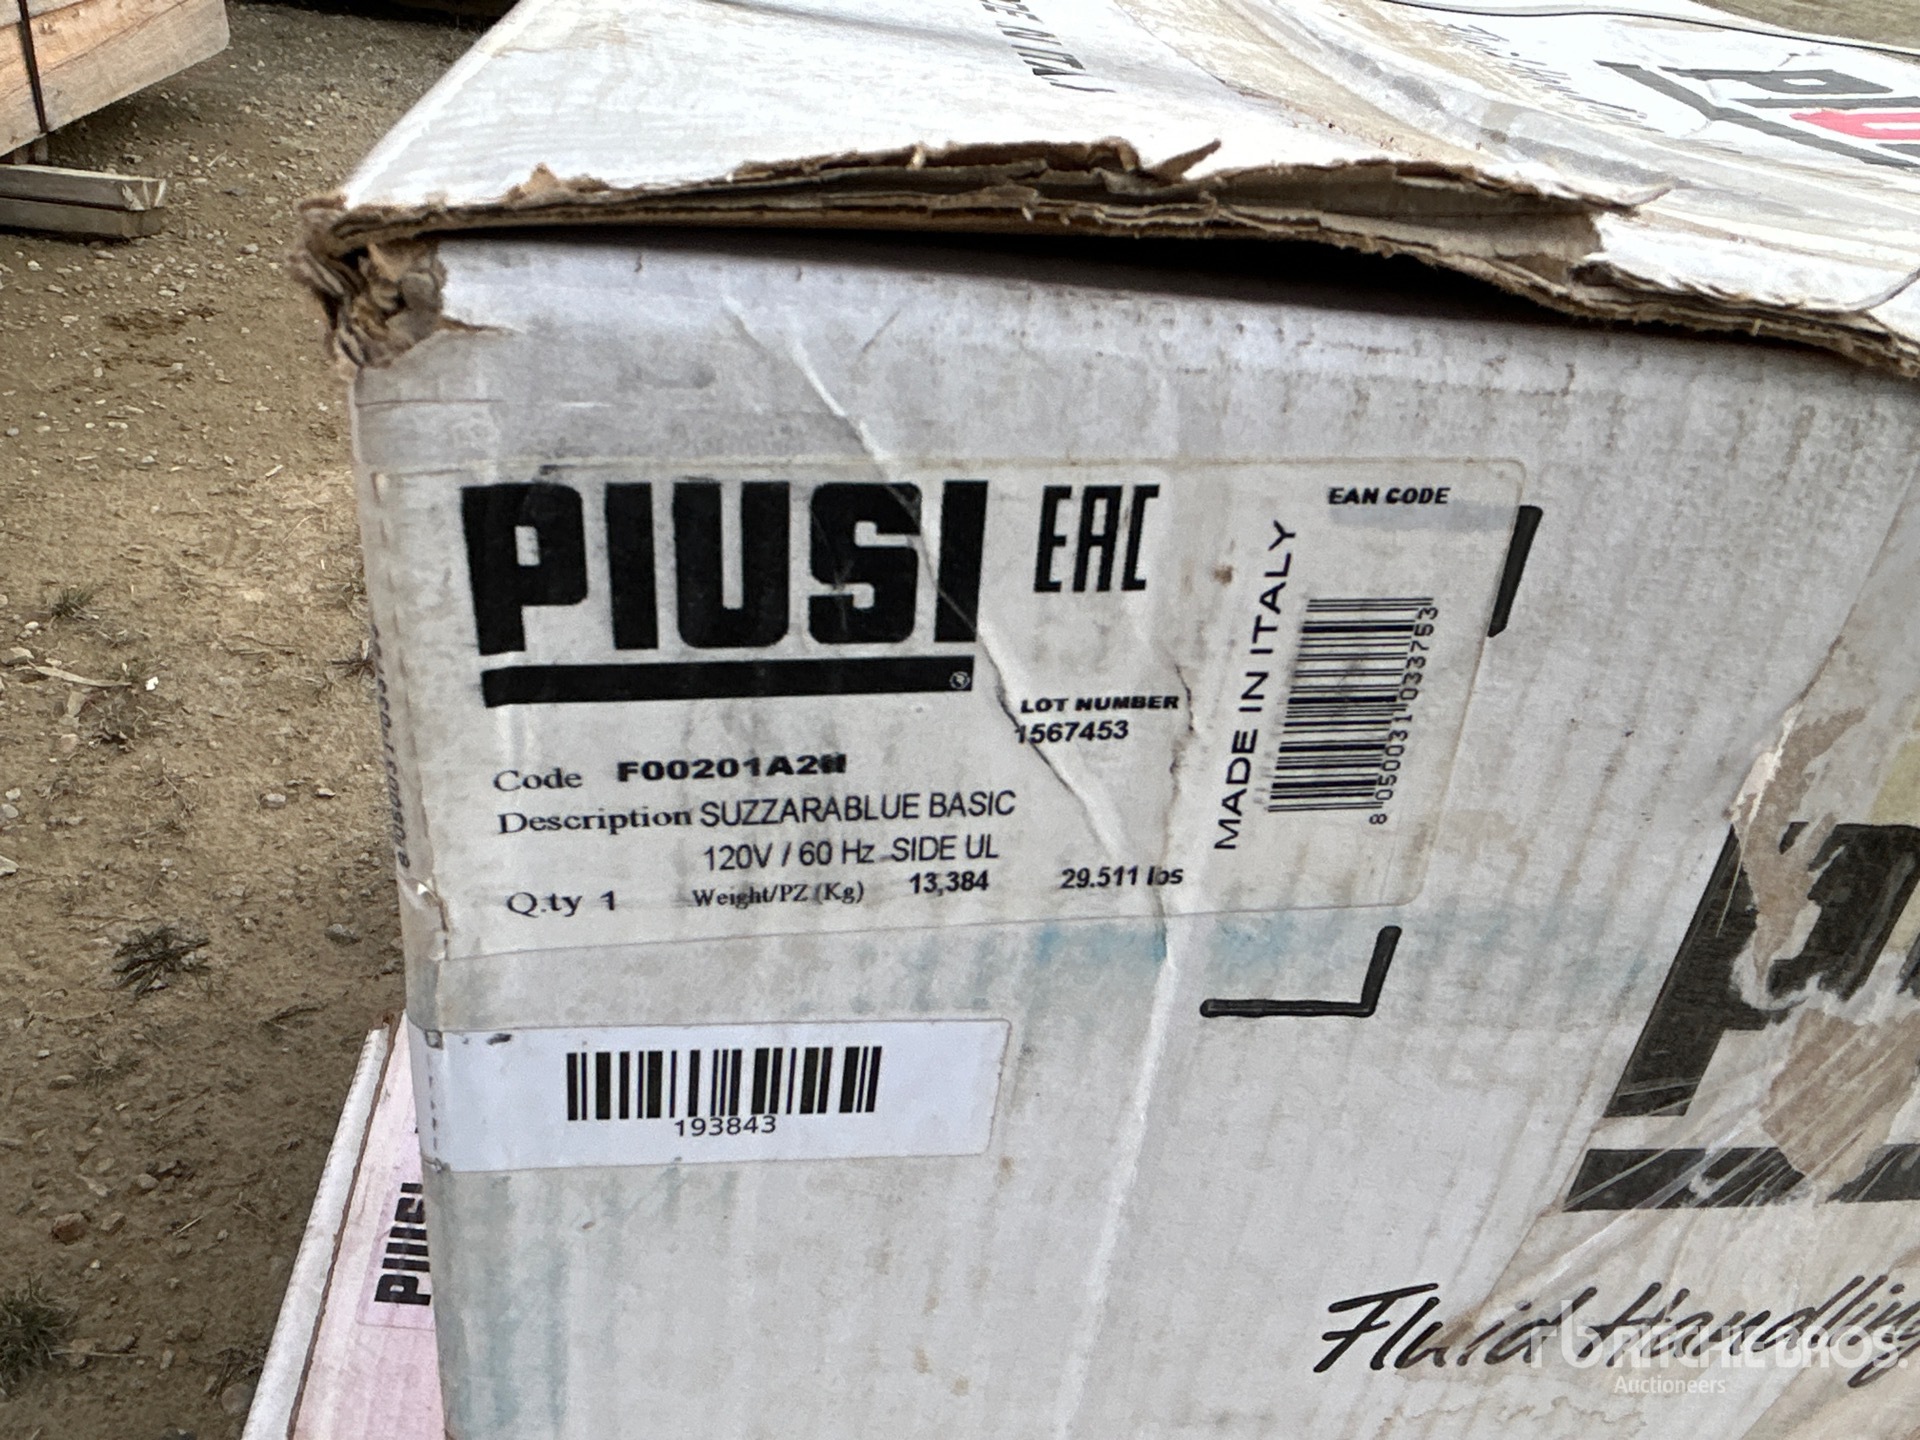 PIUSI
EAC
EAN CODE
MADE IN ITALY
8 050031 033753
LOT NUMBER
1567453
Code F00201A2N
Description SUZZARABLUE BASIC
120V / 60 Hz SIDE UL
Q.ty 1 Weight/PZ (Kg) 13,384 29.511 lbs
193843
PIUSI
Fluid Handling
rb RITCHIE BROS.
Auctioneers